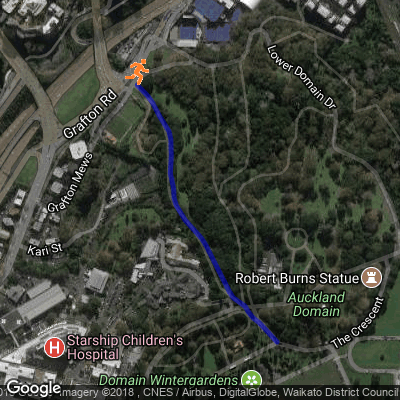 Lower Domain Dr
Grafton Rd
Grafton Mews
Kari St
Robert Burns Statue
Auckland
Domain
The Crescent
H
Starship Children's
Hospital
Domain Wintergardens
Google
Imagery ©2018 , CNES / Airbus, DigitalGlobe, Waikato District Council